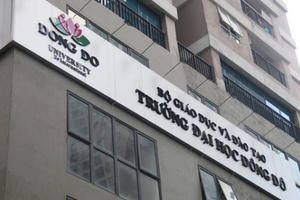 DONG DO
UNIVERSITY
BỘ GIÁO DỤC VÀ ĐÀO TẠO
TRƯỜNG ĐẠI HỌC ĐÔNG ĐÔ